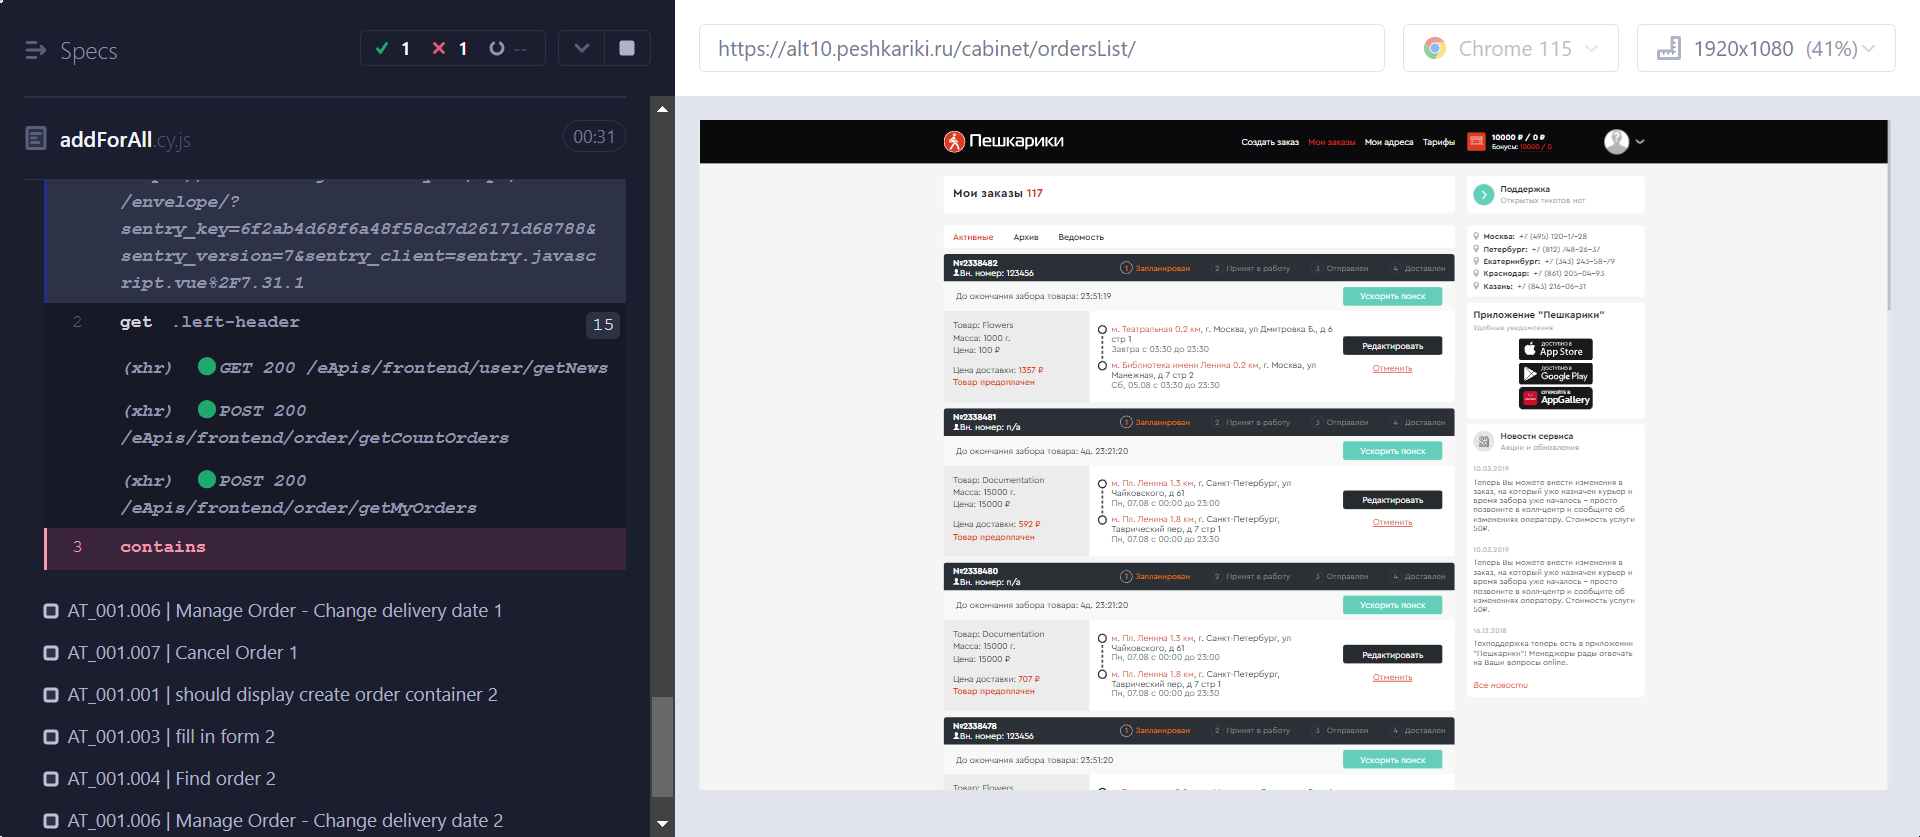 Specs
1
1
--
addForAll.cy.js
00:31
/envelope/?
sentry_key=6f2ab4d68f6a48f58cd7d26171d68788&
sentry_version=7&sentry_client=sentry.javasc
ript.vue%2F7.31.1
2 get .left-header 15
(xhr) GET 200 /eApis/frontend/user/getNews
(xhr) POST 200
/eApis/frontend/order/getCountOrders
(xhr) POST 200
/eApis/frontend/order/getMyOrders
3 contains
AT_001.006 | Manage Order - Change delivery date 1
AT_001.007 | Cancel Order 1
AT_001.001 | should display create order container 2
AT_001.003 | fill in form 2
AT_001.004 | Find order 2
AT_001.006 | Manage Order - Change delivery date 2
https://alt10.peshkariki.ru/cabinet/ordersList/
Chrome 115
1920x1080 (41%)
Пешкарики
Создать заказ Мои заказы Мои адреса Тарифы
10000 ₽ / 0 ₽
Бонусы: 10000 / 0
Мои заказы 117
Активные Архив Ведомость
№2338482
Вн. номер: 123456
1 Запланирован 2 Принят в работу 3 Отправлен 4 Доставлен
До окончания забора товара: 23:51:19
Ускорить поиск
Товар: Flowers
Масса: 1000 г.
Цена: 100 ₽
Цена доставки: 1357 ₽
Товар предоплачен
м. Театральная 0.2 км, г. Москва, ул Дмитровка Б., д 6
стр 1
Завтра с 03:30 до 23:30
м. Библиотека имени Ленина 0.2 км, г. Москва, ул
Манежная, д 7 стр 2
Сб, 05.08 с 03:30 до 23:30
Редактировать
Отменить
№2338481
Вн. номер: n/a
1 Запланирован 2 Принят в работу 3 Отправлен 4 Доставлен
До окончания забора товара: 4д. 23:21:20
Ускорить поиск
Товар: Documentation
Масса: 15000 г.
Цена: 15000 ₽
Цена доставки: 592 ₽
Товар предоплачен
м. Пл. Ленина 1.3 км, г. Санкт-Петербург, ул
Чайковского, д 61
Пн, 07.08 с 00:00 до 23:00
м. Пл. Ленина 1.8 км, г. Санкт-Петербург,
Таврический пер, д 7 стр 1
Пн, 07.08 с 00:00 до 23:30
Редактировать
Отменить
№2338480
Вн. номер: n/a
1 Запланирован 2 Принят в работу 3 Отправлен 4 Доставлен
До окончания забора товара: 4д. 23:21:20
Ускорить поиск
Товар: Documentation
Масса: 15000 г.
Цена: 15000 ₽
Цена доставки: 707 ₽
Товар предоплачен
м. Пл. Ленина 1.3 км, г. Санкт-Петербург, ул
Чайковского, д 61
Пн, 07.08 с 00:00 до 23:00
м. Пл. Ленина 1.8 км, г. Санкт-Петербург,
Таврический пер, д 7 стр 1
Пн, 07.08 с 00:00 до 23:30
Редактировать
Отменить
№2338478
Вн. номер: 123456
1 Запланирован 2 Принят в работу 3 Отправлен 4 Доставлен
До окончания забора товара: 23:51:20
Ускорить поиск
Товар: Flowers
Поддержка
Открытых тикетов нет
Москва: +7 (495) 120-17-28
Петербург: +7 (812) 748-26-37
Екатеринбург: +7 (343) 243-58-79
Краснодар: +7 (861) 205-04-93
Казань: +7 (843) 216-06-31
Приложение "Пешкарики"
Удобные уведомления
ДОСТУПНО В
App Store
ДОСТУПНО В
Google Play
ОТКРОЙТЕ В
AppGallery
Новости сервиса
Акции и обновления
10.03.2019
Теперь Вы можете внести изменения в
заказ, на который уже назначен курьер и
время забора уже началось - просто
позвоните в колл-центр и сообщите об
изменениях оператору. Стоимость услуги
50₽.
10.03.2019
Теперь Вы можете внести изменения в
заказ, на который уже назначен курьер и
время забора уже началось - просто
позвоните в колл-центр и сообщите об
изменениях оператору. Стоимость услуги
50₽.
16.12.2018
Техподдержка теперь есть в приложении
"Пешкарики"! Менеджеры рады отвечать
на Ваши вопросы online.
Все новости